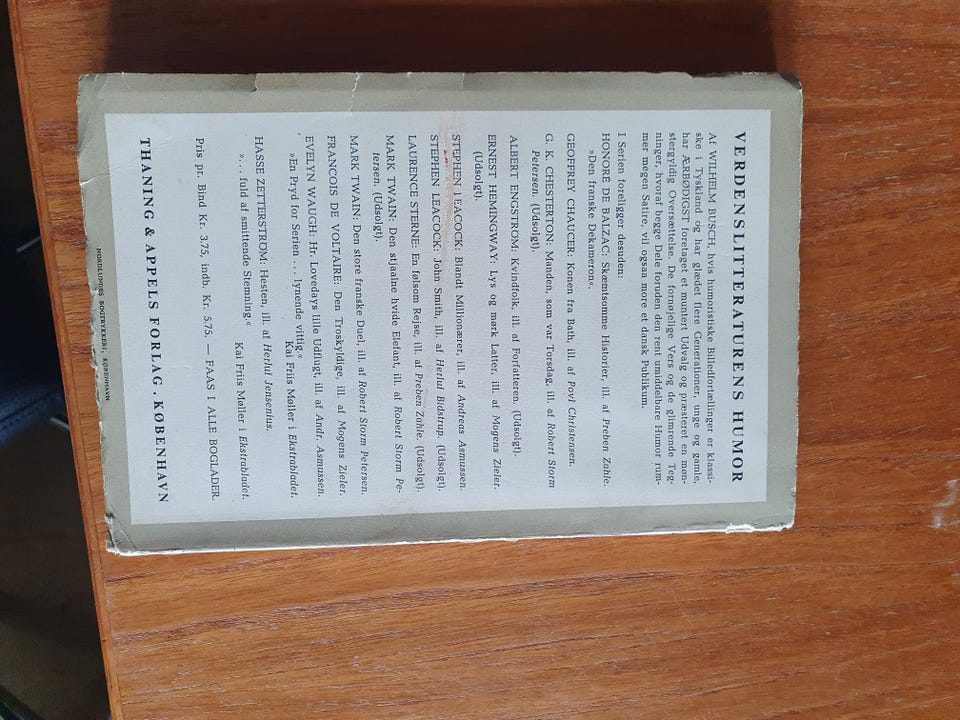 VERDENSLITTERATURENS HUMOR
Af WILHELM BUSCH, hvis humoristiske Billedfortællinger er klassi-
ske i Tyskland og har glædet flere Generationer, unge og gamle,
har ÆRBØDIGST foretaget et muntert Udvalg og præsteret en møn-
stergyldig Oversættelse. De fornøjelige Vers og de glimrende Teg-
ninger, hvoraf begge Dele foruden den rent umiddelbare Humor rum-
mer megen Satire, vil ogsaa more et dansk Publikum.
I Serien foreligger desuden:
HONORE DE BALZAC: Skæmtsomme Historier, ill. af Preben Zahle.
»Den franske Dekameron«.
GEOFFREY CHAUCER: Konen fra Bath, ill. af Povl Christensen.
G. K. CHESTERTON: Manden, som var Torsdag, ill. af Robert Storm
Petersen. (Udsolgt).
ALBERT ENGSTRØM: Kvindfolk, ill. af Forfatteren. (Udsolgt).
ERNEST HEMINGWAY: Lys og mørk Latter, ill. af Mogens Zieler.
(Udsolgt).
STEPHEN LEACOCK: Blandt Millionærer, ill. af Andreas Asmussen.
STEPHEN LEACOCK: John Smith, ill. af Herluf Bidstrup. (Udsolgt).
LAURENCE STERNE: En følsom Rejse, ill. af Preben Zahle. (Udsolgt).
MARK TWAIN: Den stjaalne hvide Elefant, ill. af Robert Storm Pe-
tersen. (Udsolgt).
MARK TWAIN: Den store franske Duel, ill. af Robert Storm Petersen.
FRANCOIS DE VOLTAIRE: Den Troskyldige, ill. af Mogens Zieler.
EVELYN WAUGH: Hr. Lovedays lille Udflugt, ill. af Andr. Asmussen.
»En Pryd for Serien . . . lynende vittig.«
Kai Friis Møller i Ekstrabladet.
HASSE ZETTERSTRØM: Hesten, ill. af Herluf Jensenius.
». . . fuld af smittende Stemning.«
Kai Friis Møller i Ekstrabladet.
Pris pr. Bind Kr. 3.75, indb. Kr. 5.75. — FAAS I ALLE BOGLADER.
THANING & APPELS FORLAG . KØBENHAVN
NORDLUNDES BOGTRYKKERI, KØBENHAVN